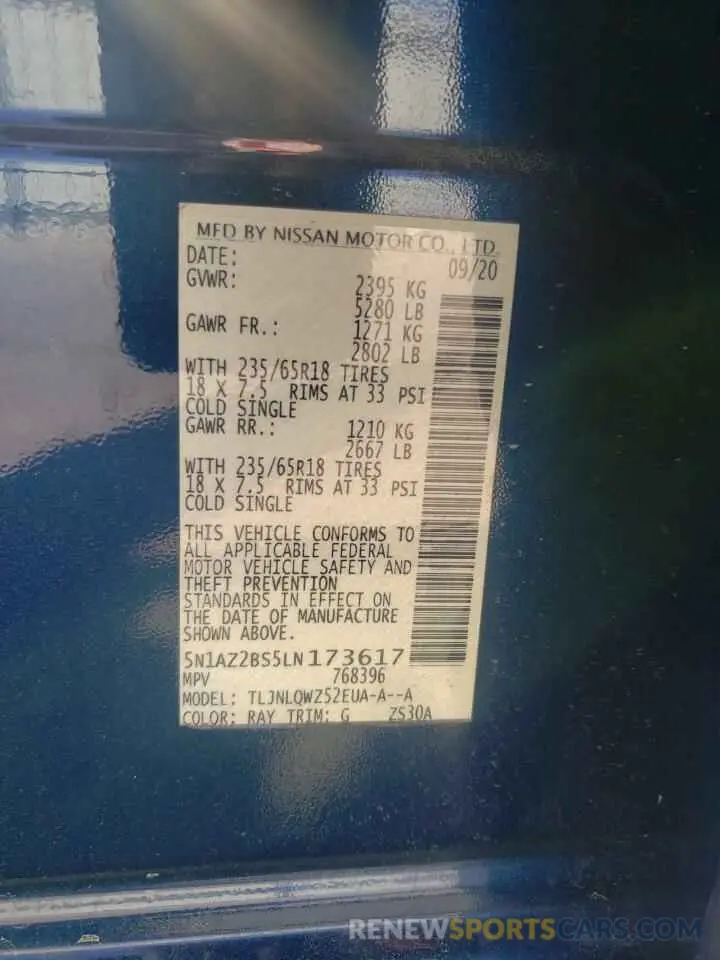 MFD BY NISSAN MOTOR CO., LTD.
DATE: 09/20
GVWR: 2395 KG
5280 LB
GAWR FR.: 1271 KG
2802 LB
WITH 235/65R18 TIRES
18 X 7.5 RIMS AT 33 PSI
COLD SINGLE
GAWR RR.: 1210 KG
2667 LB
WITH 235/65R18 TIRES
18 X 7.5 RIMS AT 33 PSI
COLD SINGLE
THIS VEHICLE CONFORMS TO
ALL APPLICABLE FEDERAL
MOTOR VEHICLE SAFETY AND
THEFT PREVENTION
STANDARDS IN EFFECT ON
THE DATE OF MANUFACTURE
SHOWN ABOVE.
5N1AZ2BS5LN173617
MPV 768396
MODEL: TLJNLQWZ52EUA-A--A
COLOR: RAY TRIM: G ZS30A
RENEWSPORTSCARS.COM